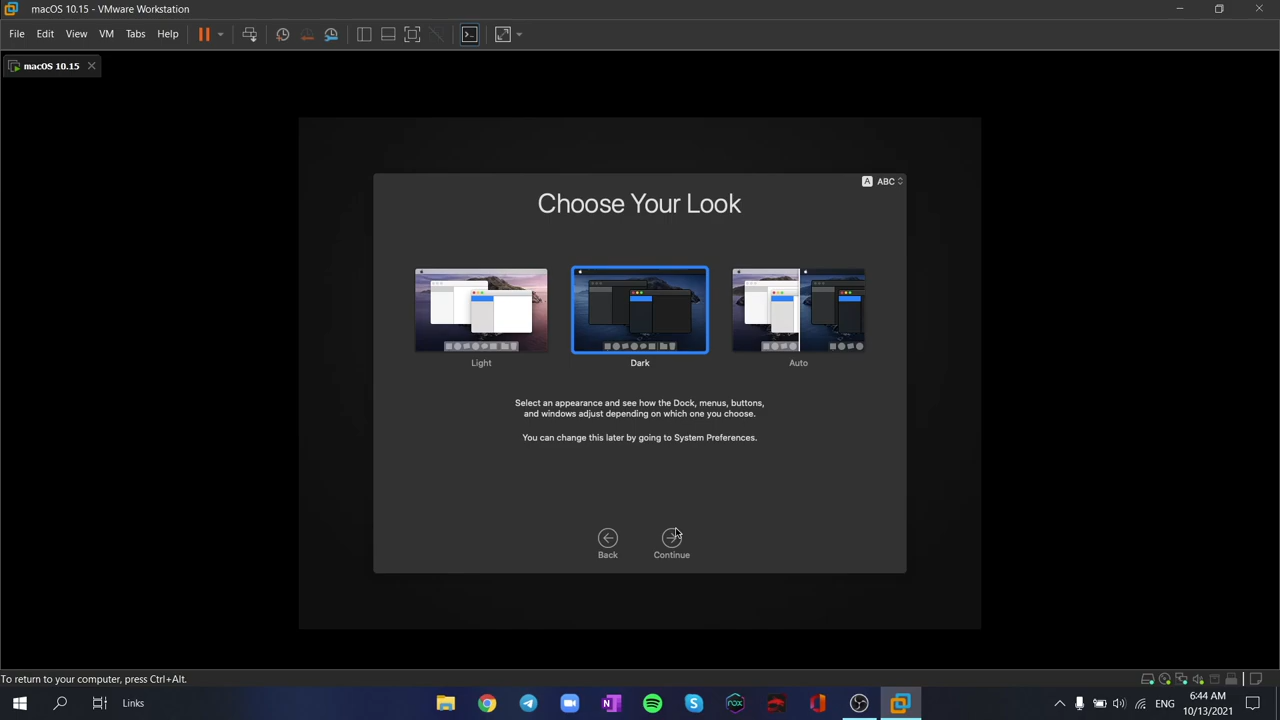 macOS 10.15 - VMware Workstation
File Edit View VM Tabs Help
macOS 10.15
A ABC
Choose Your Look
Light Dark Auto
Select an appearance and see how the Dock, menus, buttons,
and windows adjust depending on which one you choose.
You can change this later by going to System Preferences.
Back Continue
To return to your computer, press Ctrl+Alt.
Links
nox
ENG
6:44 AM
10/13/2021